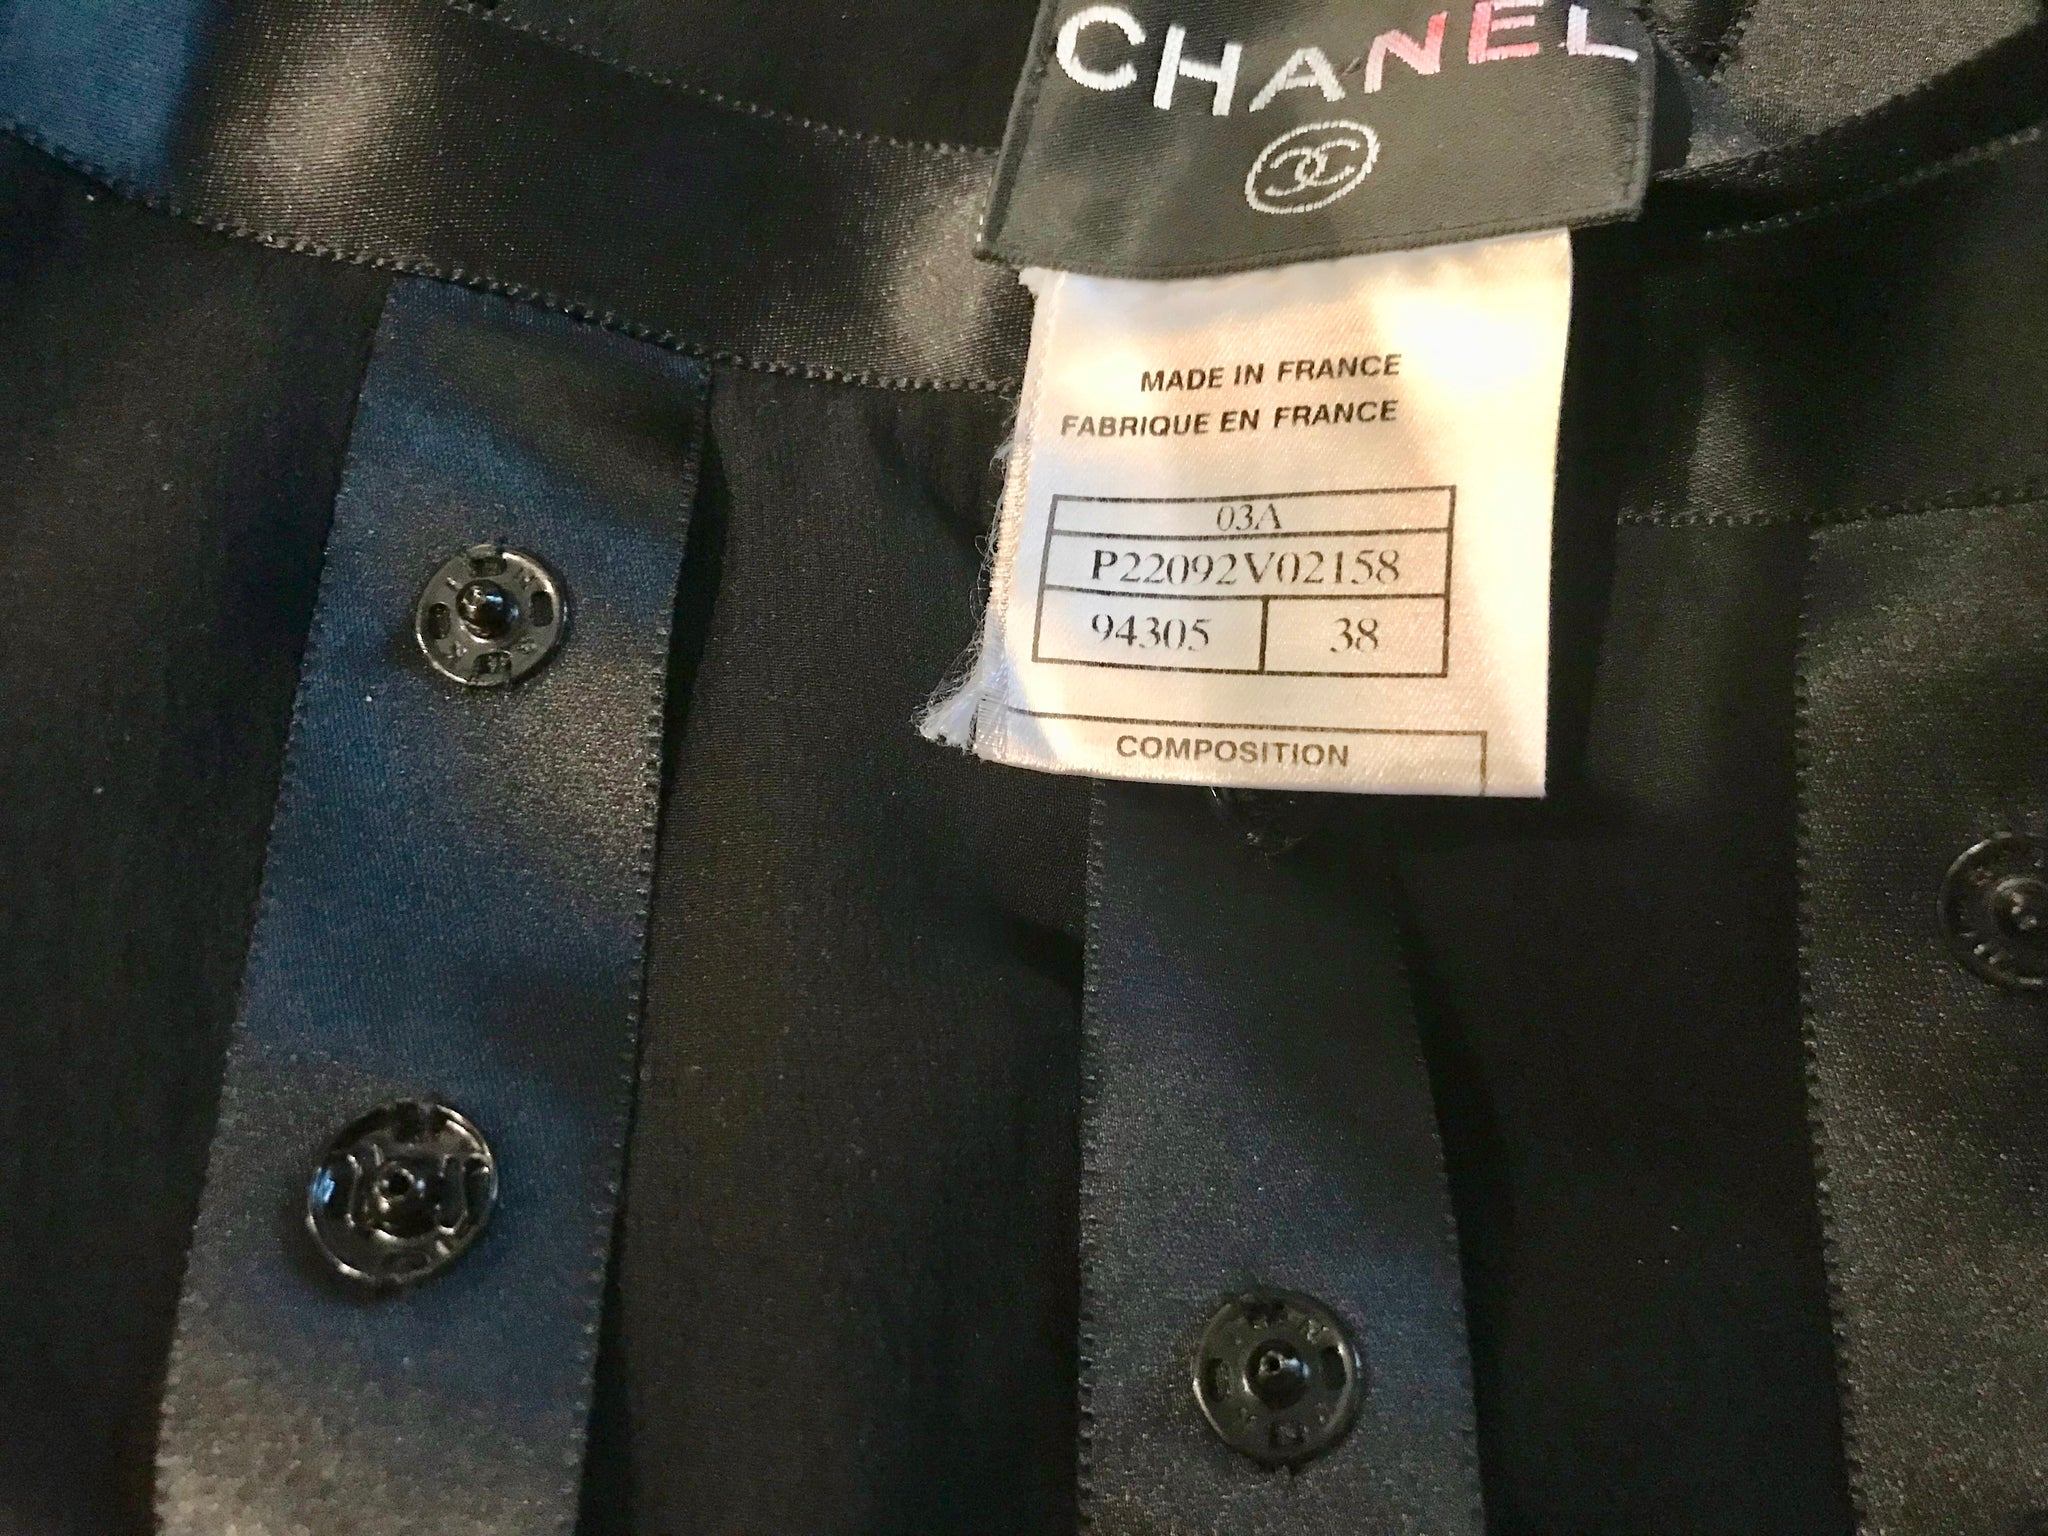 CHANEL
MADE IN FRANCE
FABRIQUE EN FRANCE
03A
P22092V02158
94305 38
COMPOSITION